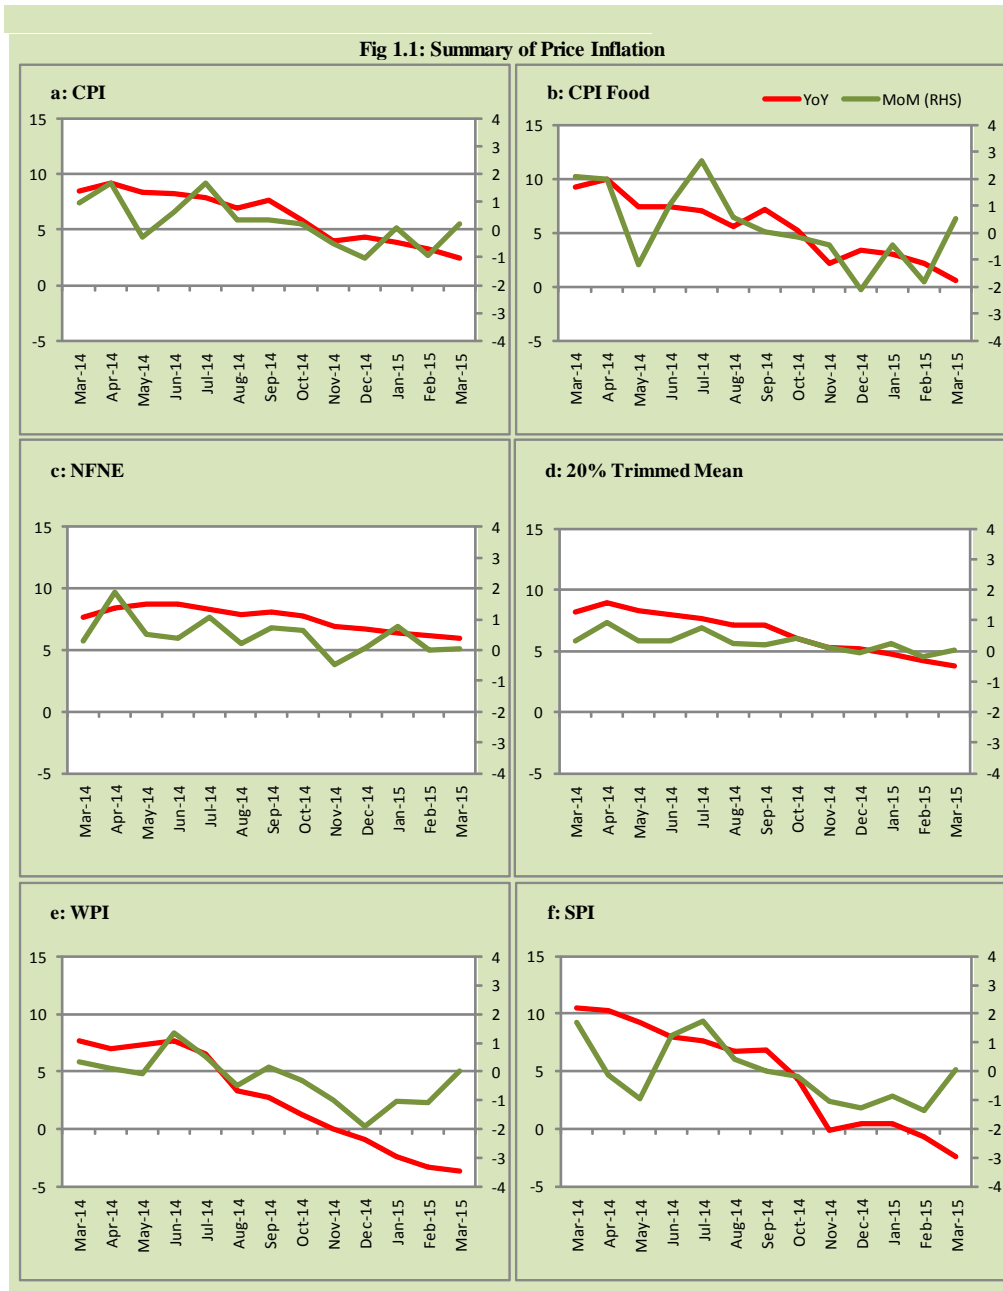 Fig 1.1: Summary of Price Inflation
a: CPI
15
10
5
0
-5
4
3
2
1
0
-1
-2
-3
-4
Mar-14
Apr-14
May-14
Jun-14
Jul-14
Aug-14
Sep-14
Oct-14
Nov-14
Dec-14
Jan-15
Feb-15
Mar-15
b: CPI Food
YoY
MoM (RHS)
15
10
5
0
-5
4
3
2
1
0
-1
-2
-3
-4
Mar-14
Apr-14
May-14
Jun-14
Jul-14
Aug-14
Sep-14
Oct-14
Nov-14
Dec-14
Jan-15
Feb-15
Mar-15
c: NFNE
15
10
5
0
-5
4
3
2
1
0
-1
-2
-3
-4
Mar-14
Apr-14
May-14
Jun-14
Jul-14
Aug-14
Sep-14
Oct-14
Nov-14
Dec-14
Jan-15
Feb-15
Mar-15
d: 20% Trimmed Mean
15
10
5
0
-5
4
3
2
1
0
-1
-2
-3
-4
Mar-14
Apr-14
May-14
Jun-14
Jul-14
Aug-14
Sep-14
Oct-14
Nov-14
Dec-14
Jan-15
Feb-15
Mar-15
e: WPI
15
10
5
0
-5
4
3
2
1
0
-1
-2
-3
-4
Mar-14
Apr-14
May-14
Jun-14
Jul-14
Aug-14
Sep-14
Oct-14
Nov-14
Dec-14
Jan-15
Feb-15
Mar-15
f: SPI
15
10
5
0
-5
4
3
2
1
0
-1
-2
-3
-4
Mar-14
Apr-14
May-14
Jun-14
Jul-14
Aug-14
Sep-14
Oct-14
Nov-14
Dec-14
Jan-15
Feb-15
Mar-15